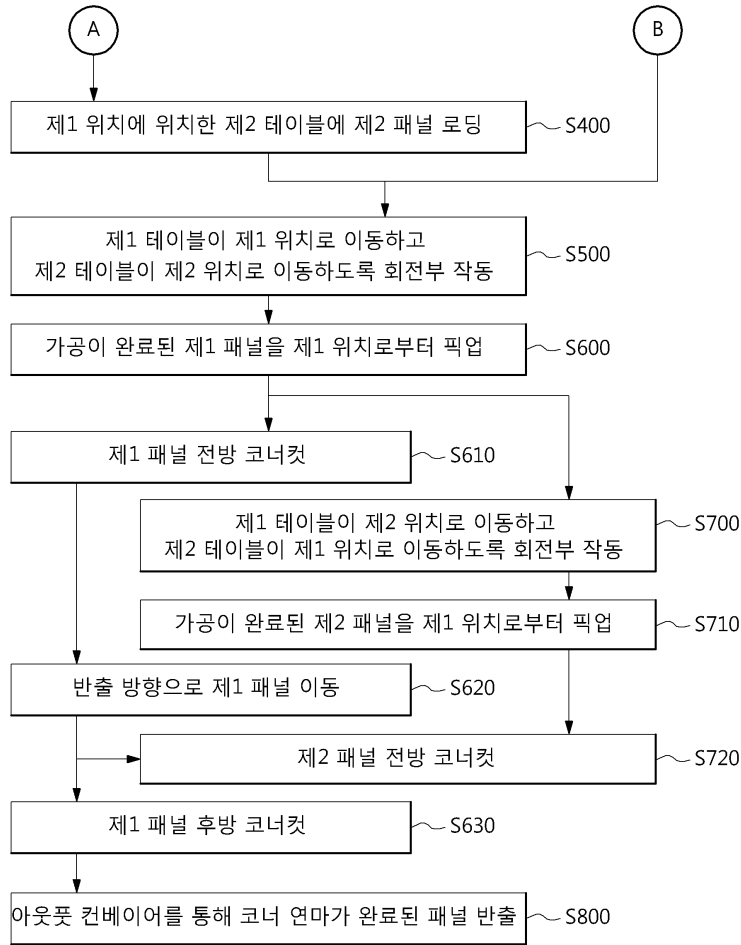 A
B
제1 위치에 위치한 제2 테이블에 제2 패널 로딩
S400
제1 테이블이 제1 위치로 이동하고
제2 테이블이 제2 위치로 이동하도록 회전부 작동
S500
가공이 완료된 제1 패널을 제1 위치로부터 픽업
S600
제1 패널 전방 코너컷
S610
제1 테이블이 제2 위치로 이동하고
제2 테이블이 제1 위치로 이동하도록 회전부 작동
S700
가공이 완료된 제2 패널을 제1 위치로부터 픽업
S710
반출 방향으로 제1 패널 이동
S620
제2 패널 전방 코너컷
S720
제1 패널 후방 코너컷
S630
아웃풋 컨베이어를 통해 코너 연마가 완료된 패널 반출
S800